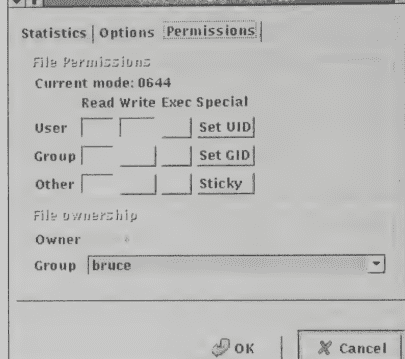 Statistics Options Permissions
File Permissions
Current mode: 0644
Read Write Exec Special
User Set UID
Group Set GID
Other Sticky
File ownership
Owner
Group bruce
OK Cancel